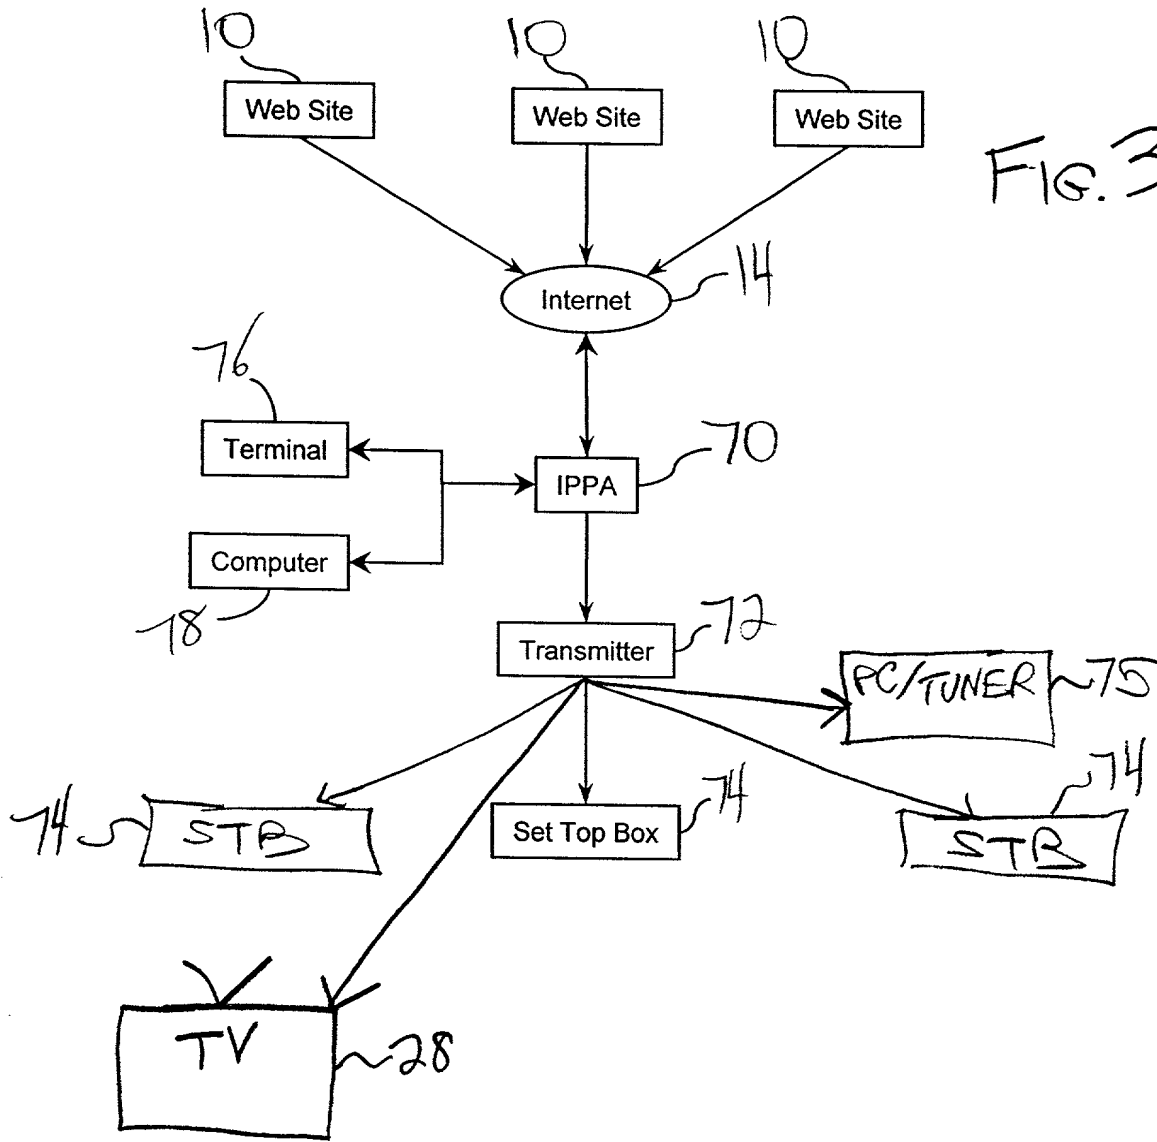 10 10 10
Web Site Web Site Web Site
FIG. 3
14
Internet
76
Terminal
70
IPPA
Computer
78
72
Transmitter
PC/TUNER 75
74
74 STB
74
Set Top Box
STB
TV
28